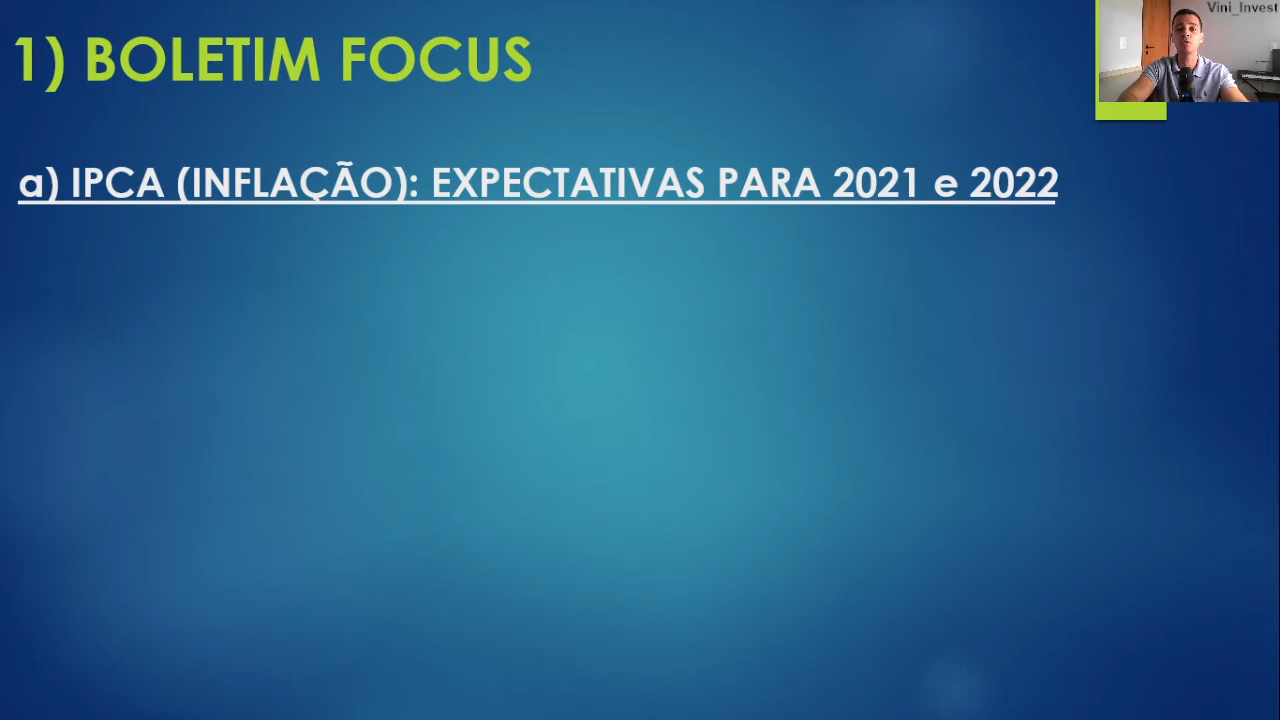 1) BOLETIM FOCUS
Vini_Invest
a) IPCA (INFLAÇÃO): EXPECTATIVAS PARA 2021 e 2022